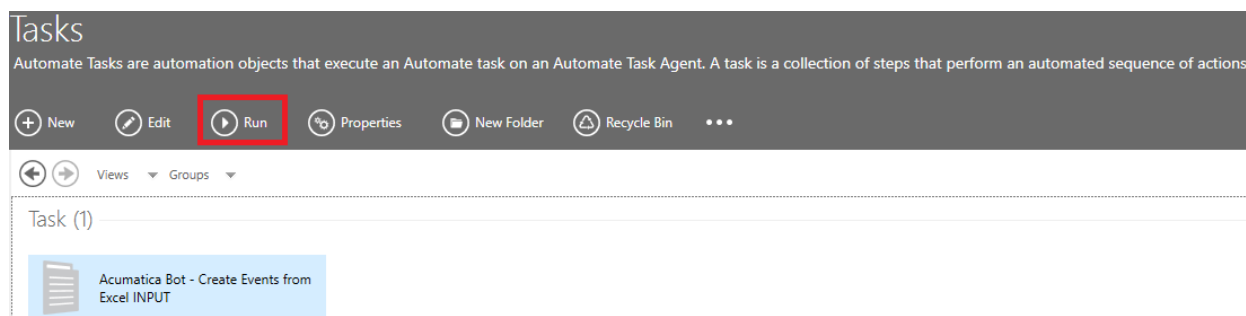 Tasks
Automate Tasks are automation objects that execute an Automate task on an Automate Task Agent. A task is a collection of steps that perform an automated sequence of actions
New Edit Run Properties New Folder Recycle Bin
Views Groups
Task (1)
Acumatica Bot - Create Events from
Excel INPUT